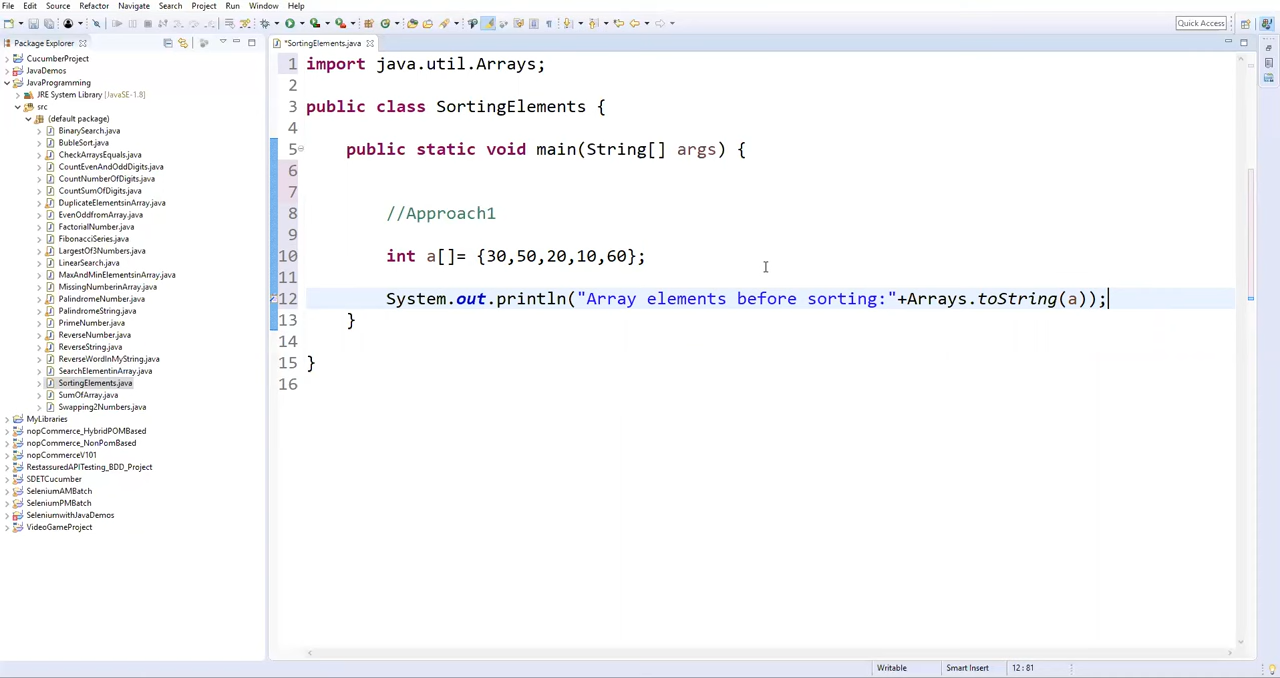 File Edit Source Refactor Navigate Search Project Run Window Help
Quick Access
Package Explorer
*SortingElements.java
CucumberProject
JavaDemos
JavaProgramming
JRE System Library [JavaSE-1.8]
src
(default package)
BinarySearch.java
BubleSort.java
CheckArraysEquals.java
CountEvenAndOddDigits.java
CountNumberOfDigits.java
CountSumOfDigits.java
DuplicateElementsinArray.java
EvenOddfromArray.java
FactorialNumber.java
FibonacciSeries.java
LargestOf3Numbers.java
LinearSearch.java
MaxAndMinElementsinArray.java
MissingNumberinArray.java
PalindromeNumber.java
PalindromeString.java
PrimeNumber.java
ReverseNumber.java
ReverseString.java
ReverseWordInMyString.java
SearchElementinArray.java
SortingElements.java
SumOfArray.java
Swapping2Numbers.java
MyLibraries
nopCommerce_HybridPOMBased
nopCommerce_NonPomBased
nopCommerceV101
RestassuredAPITesting_BDD_Project
SDETCucumber
SeleniumAMBatch
SeleniumPMBatch
SeleniumwithJavaDemos
VideoGameProject
1 import java.util.Arrays;
2
3 public class SortingElements {
4
5 public static void main(String[] args) {
6
7
8 //Approach1
9
10 int a[]= {30,50,20,10,60};
11
12 System.out.println("Array elements before sorting:"+Arrays.toString(a));
13 }
14
15 }
16
Writable Smart Insert 12 : 81